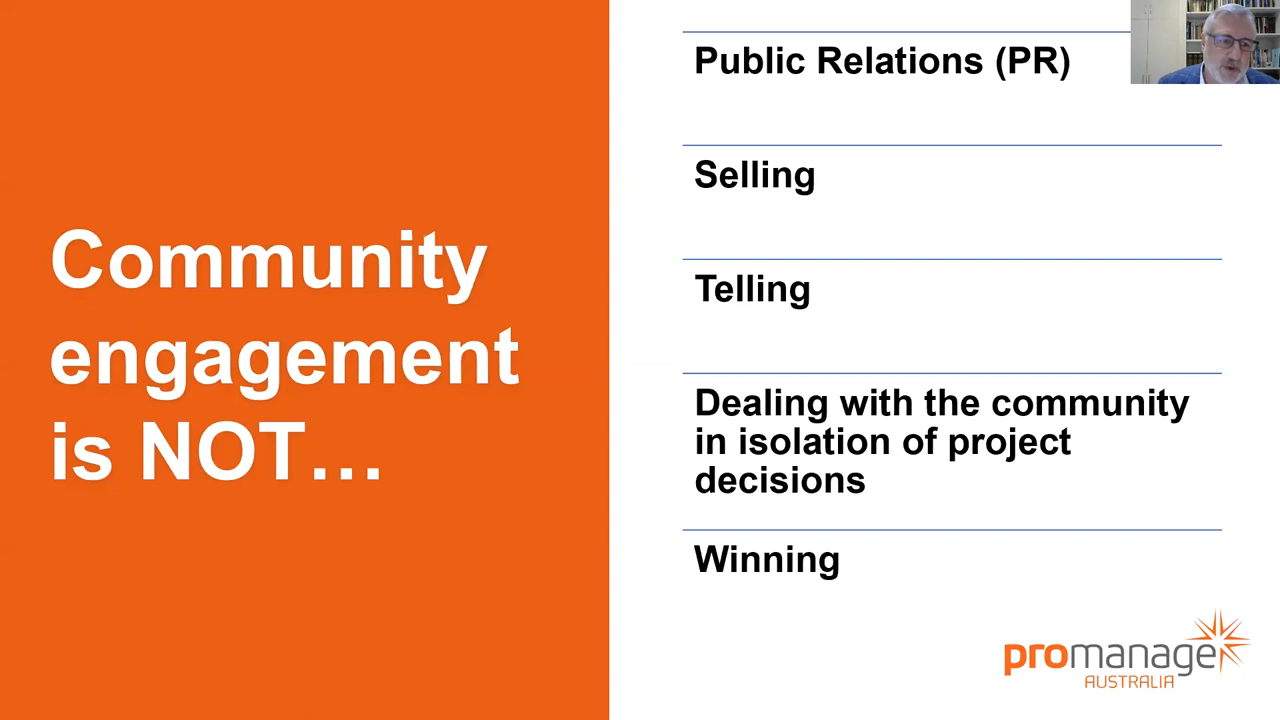 Community
engagement
is NOT...
Public Relations (PR)
Selling
Telling
Dealing with the community
in isolation of project
decisions
Winning
promanage
AUSTRALIA